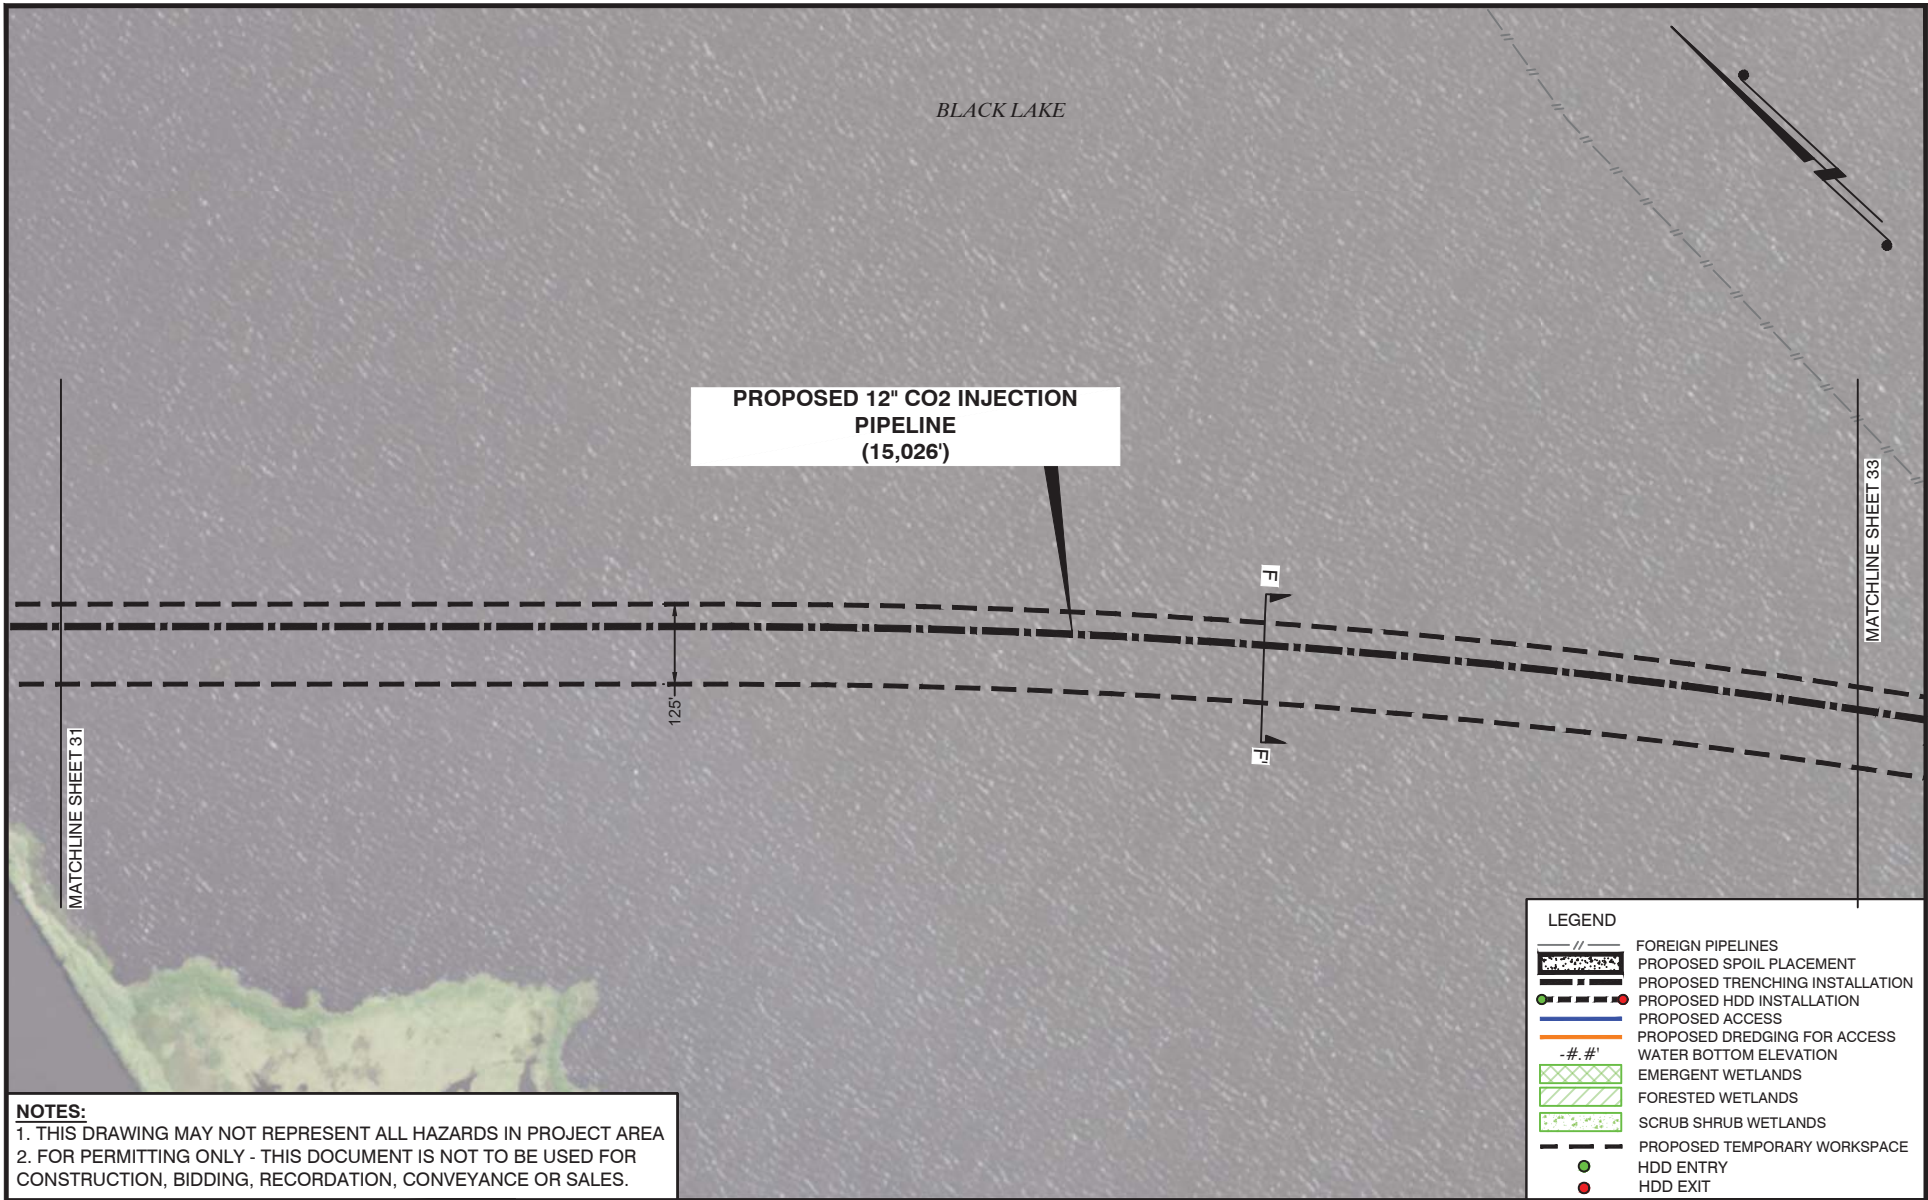 BLACK LAKE
PROPOSED 12" CO2 INJECTION
PIPELINE
(15,026')
MATCHLINE SHEET 33
F
125'
F'
MATCHLINE SHEET 31
LEGEND
FOREIGN PIPELINES
PROPOSED SPOIL PLACEMENT
PROPOSED TRENCHING INSTALLATION
PROPOSED HDD INSTALLATION
PROPOSED ACCESS
PROPOSED DREDGING FOR ACCESS
-#.#' WATER BOTTOM ELEVATION
EMERGENT WETLANDS
FORESTED WETLANDS
SCRUB SHRUB WETLANDS
PROPOSED TEMPORARY WORKSPACE
HDD ENTRY
HDD EXIT
NOTES:
1. THIS DRAWING MAY NOT REPRESENT ALL HAZARDS IN PROJECT AREA
2. FOR PERMITTING ONLY - THIS DOCUMENT IS NOT TO BE USED FOR
CONSTRUCTION, BIDDING, RECORDATION, CONVEYANCE OR SALES.